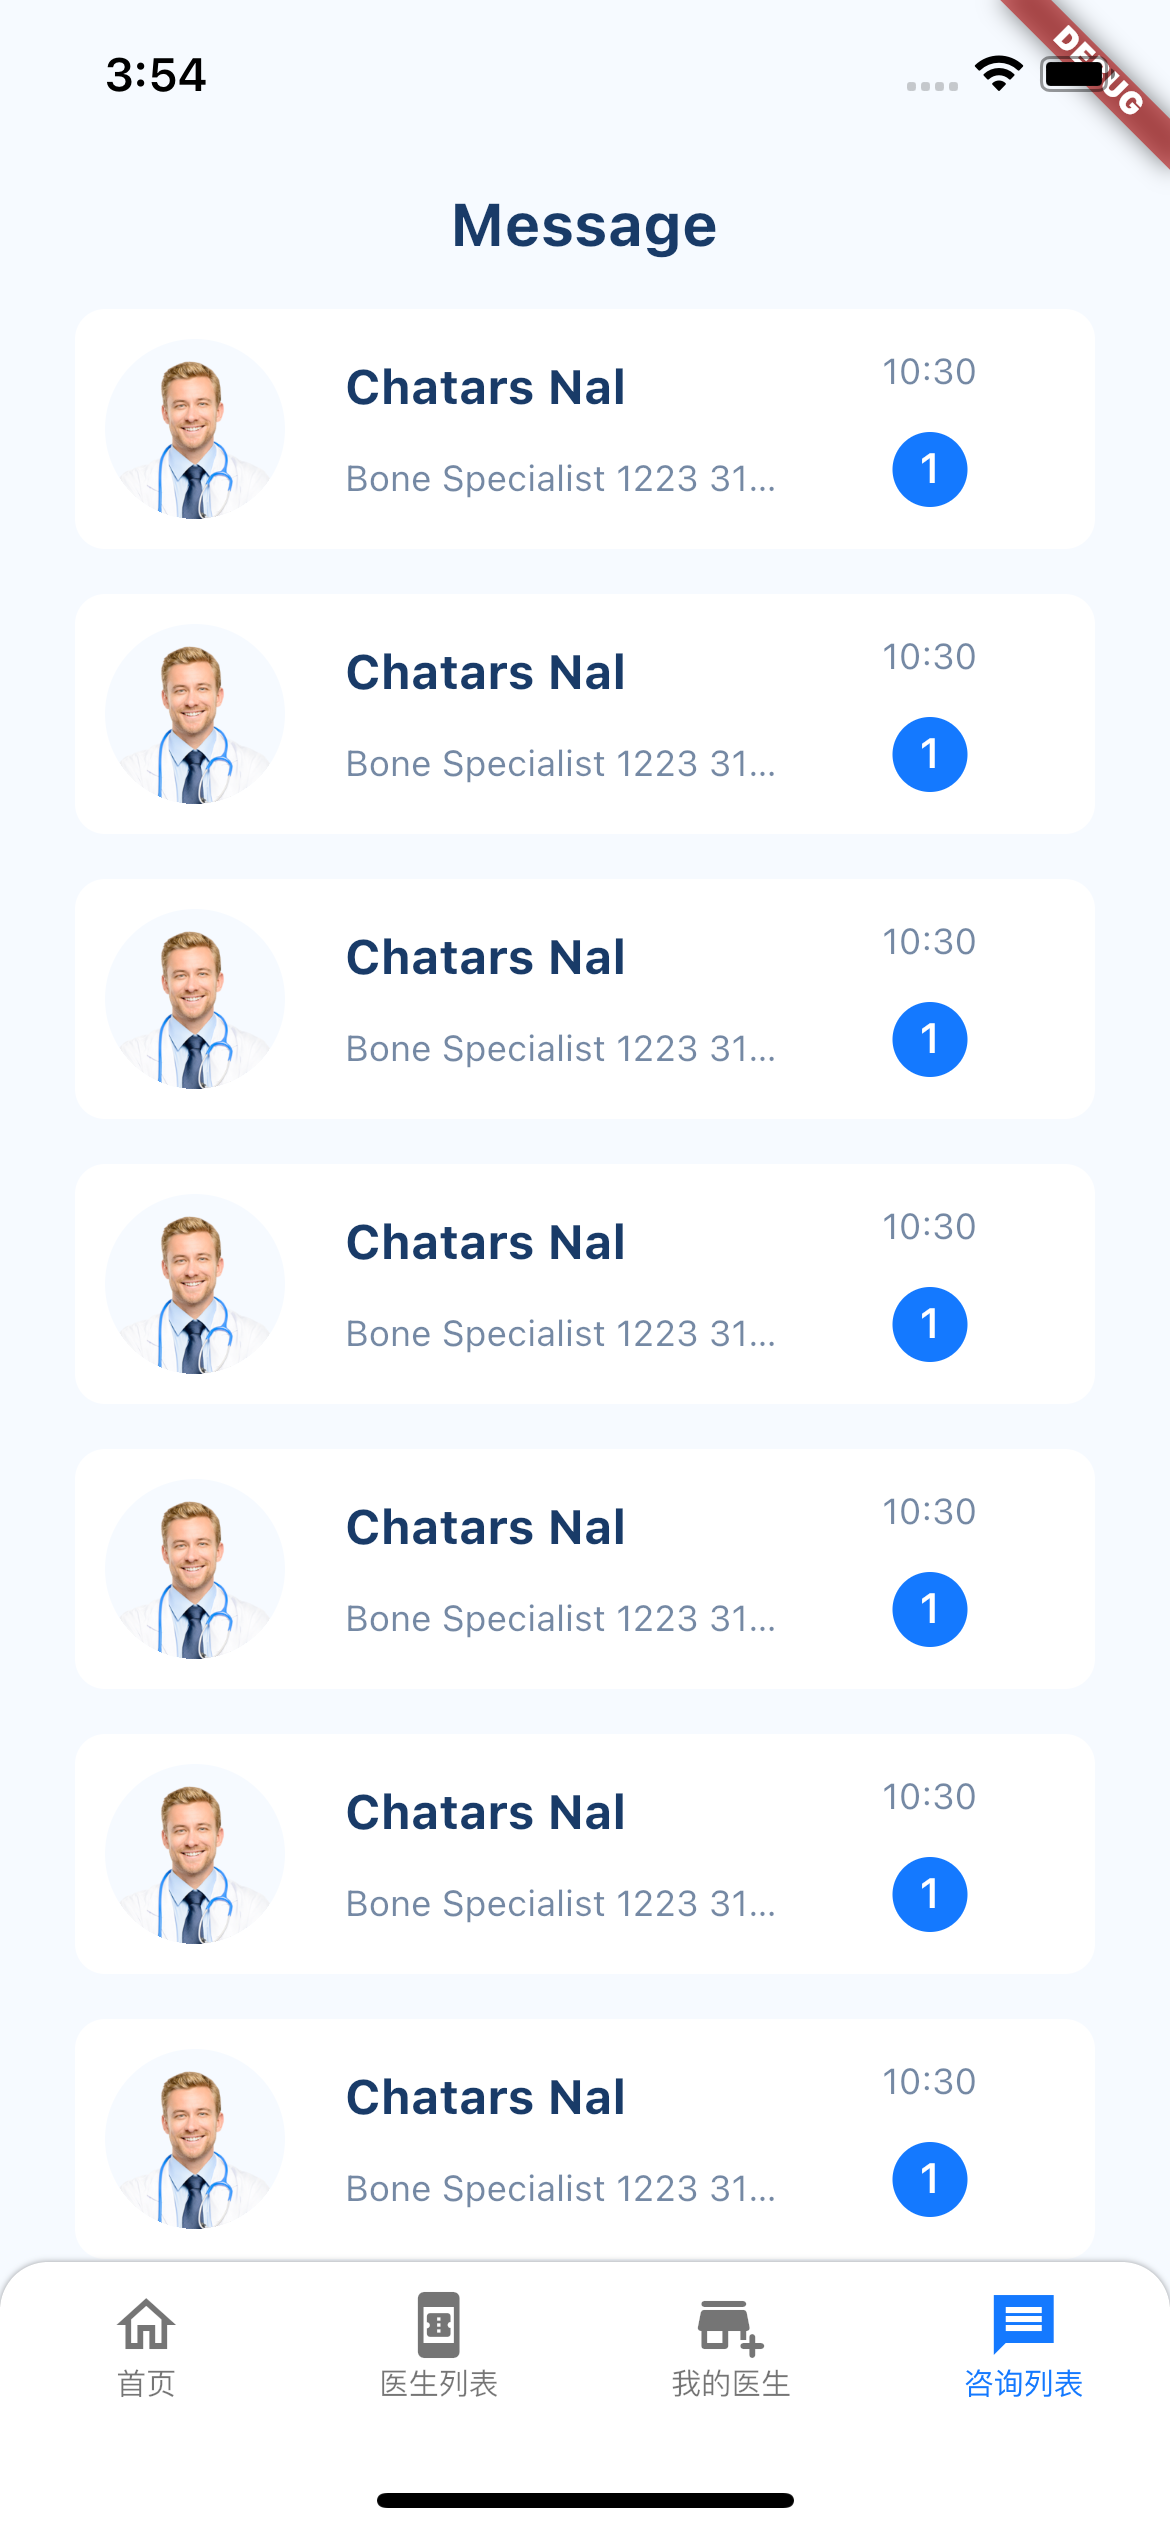 3:54
DEBUG
Message
Chatars Nal
10:30
Bone Specialist 1223 31...
1
Chatars Nal
10:30
Bone Specialist 1223 31...
1
Chatars Nal
10:30
Bone Specialist 1223 31...
1
Chatars Nal
10:30
Bone Specialist 1223 31...
1
Chatars Nal
10:30
Bone Specialist 1223 31...
1
Chatars Nal
10:30
Bone Specialist 1223 31...
1
Chatars Nal
10:30
Bone Specialist 1223 31...
1
首页
医生列表
我的医生
咨询列表